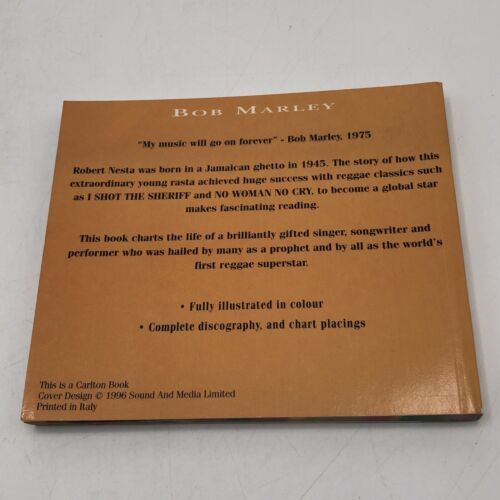 BOB MARLEY
"My music will go on forever" - Bob Marley, 1975
Robert Nesta was born in a Jamaican ghetto in 1945. The story of how this
extraordinary young rasta achieved huge success with reggae classics such
as I SHOT THE SHERIFF and NO WOMAN NO CRY, to become a global star
makes fascinating reading.
This book charts the life of a brilliantly gifted singer, songwriter and
performer who was hailed by many as a prophet and by all as the world's
first reggae superstar.
• Fully illustrated in colour
• Complete discography, and chart placings
This is a Carlton Book
Cover Design © 1996 Sound And Media Limited
Printed in Italy